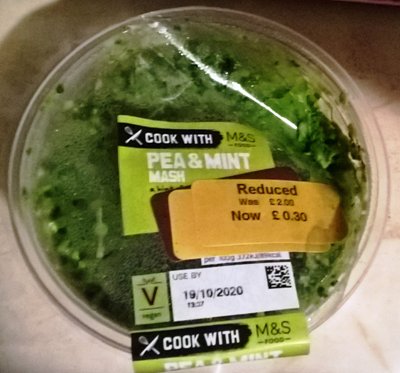 COOK WITH M&S
FOOD
PEA & MINT
MASH
Reduced
Was £2.00
Now £0.30
per 100g
USE BY
19/10/2020
V
vegan
COOK WITH M&S
FOOD
PEA & MINT